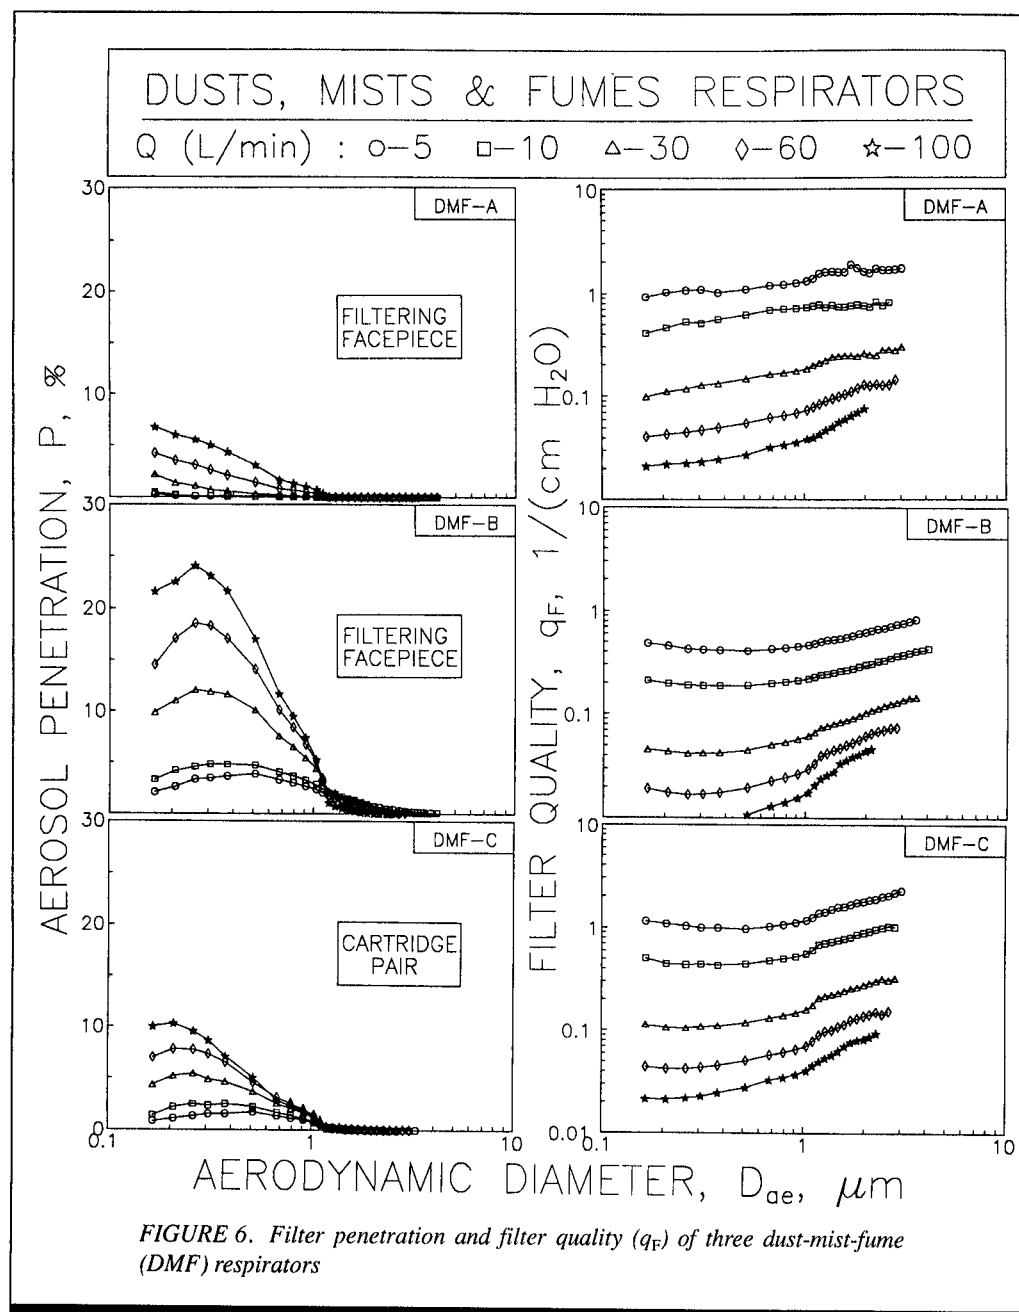 DUSTS, MISTS & FUMES RESPIRATORS
Q (L/min) : ○–5 □–10 △–30 ◇–60 ☆–100
AEROSOL PENETRATION, P, %
30
20
10
0
DMF–A
FILTERING
FACEPIECE
30
20
10
0
DMF–B
FILTERING
FACEPIECE
30
20
10
0
DMF–C
CARTRIDGE
PAIR
0.1
1
10
FILTER QUALITY, qF, 1/(cm H₂O)
10
1
0.1
DMF–A
10
1
0.1
DMF–B
10
1
0.1
0.01
DMF–C
0.1
1
10
AERODYNAMIC DIAMETER, Dae, μm
FIGURE 6. Filter penetration and filter quality (qF) of three dust-mist-fume
(DMF) respirators